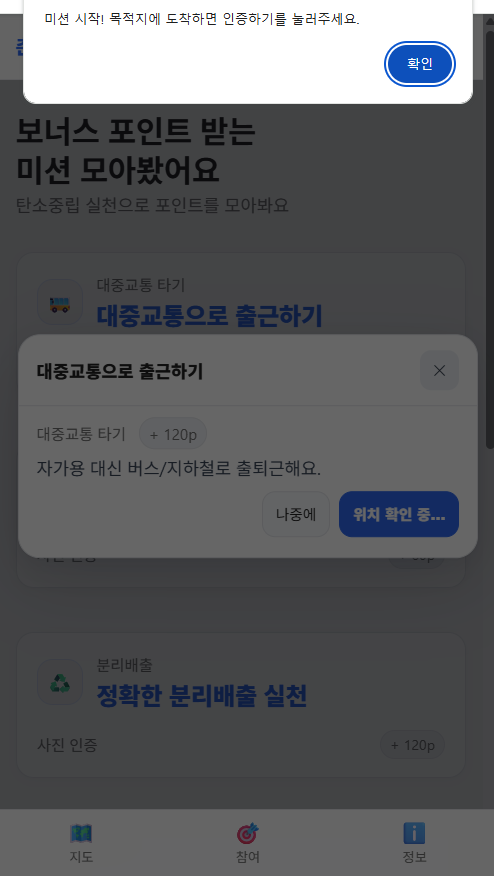 미션 시작! 목적지에 도착하면 인증하기를 눌러주세요.
확인
보너스 포인트 받는
미션 모아봤어요
탄소중립 실천으로 포인트를 모아봐요
대중교통 타기
대중교통으로 출근하기
대중교통으로 출근하기
대중교통 타기 + 120p
자가용 대신 버스/지하철로 출퇴근해요.
나중에 위치 확인 중...
분리배출
정확한 분리배출 실천
사진 인증 + 120p
지도 참여 정보